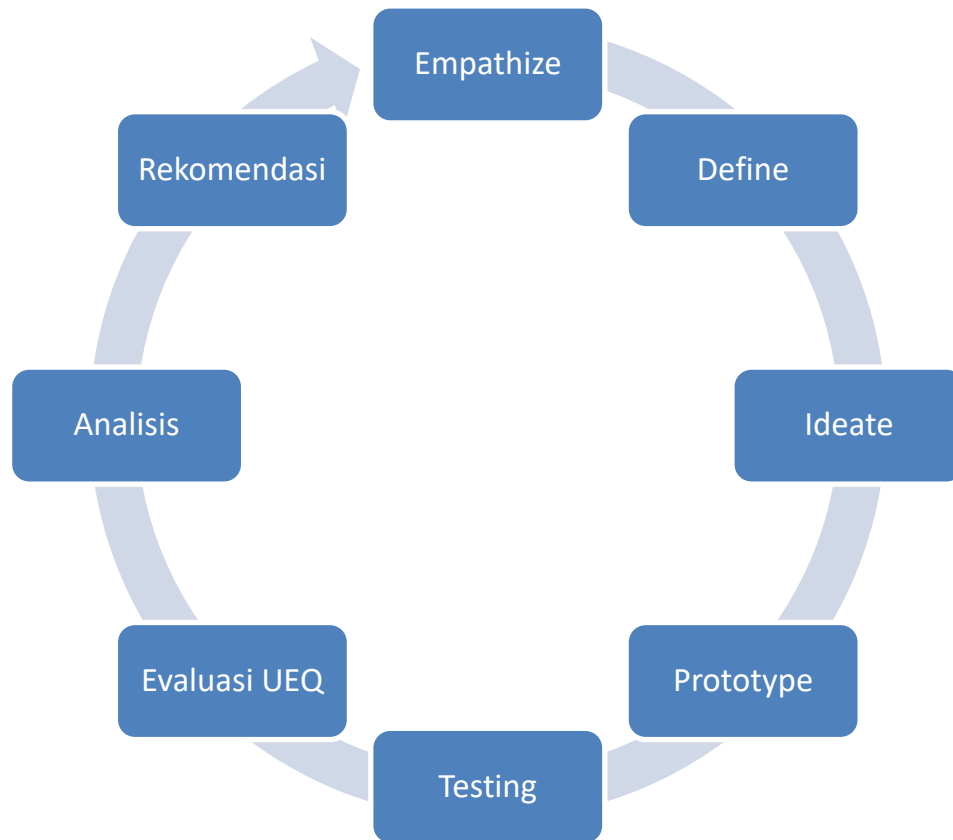 Empathize
Define
Ideate
Prototype
Testing
Evaluasi UEQ
Analisis
Rekomendasi